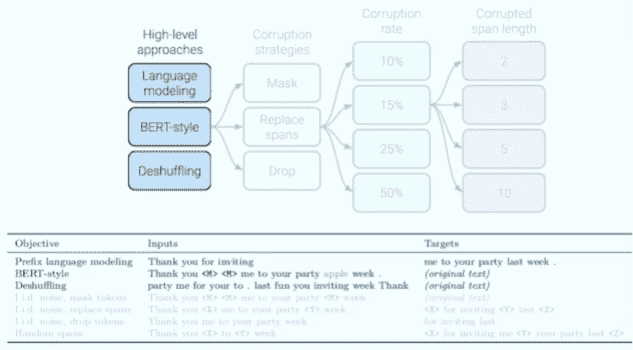 High-level
approaches
Corruption
strategies
Corruption
rate
Corrupted
span length
Language
modeling
BERT-style
Deshuffling
Mask
Replace
spans
Drop
10%
15%
25%
50%
2
3
5
10
Objective Inputs Targets
Prefix language modeling Thank you for inviting me to your party last week .
BERT-style Thank you <M> <M> me to your party apple week . (original text)
Deshuffling party me for your to . last fun you inviting week Thank (original text)
I.i.d. noise, mask tokens Thank you <M> <M> me to your party <M> week . (original text)
I.i.d. noise, replace spans Thank you <X> me to your party <Y> week . <X> for inviting <Y> last <Z>
I.i.d. noise, drop tokens Thank you me to your party week . for inviting last
Random spans Thank you <X> to <Y> week . <X> for inviting me <Y> your party last <Z>